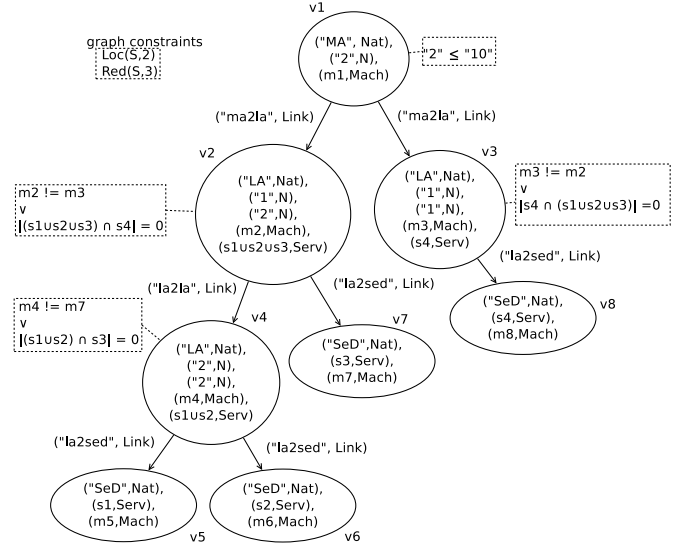 v1
graph constraints
Loc(S,2)
Red(S,3)
("MA", Nat),
("2",N),
(m1,Mach)
"2" ≤ "10"
("ma2la", Link)
("ma2la", Link)
v2
v3
m2 != m3
v
|(s1∪s2∪s3) ∩ s4| = 0
("LA",Nat),
("1",N),
("2",N),
(m2,Mach),
(s1∪s2∪s3,Serv)
("LA",Nat),
("1",N),
("1",N),
(m3,Mach),
(s4,Serv)
m3 != m2
v
|s4 ∩ (s1∪s2∪s3)| =0
("la2la", Link)
("la2sed", Link)
("la2sed", Link)
m4 != m7
v
|(s1∪s2) ∩ s3| = 0
v4
v7
v8
("SeD",Nat),
(s4,Serv),
(m8,Mach)
("LA",Nat),
("2",N),
("2",N),
(m4,Mach),
(s1∪s2,Serv)
("SeD",Nat),
(s3,Serv),
(m7,Mach)
("la2sed", Link)
("la2sed", Link)
("SeD",Nat),
(s1,Serv),
(m5,Mach)
("SeD",Nat),
(s2,Serv),
(m6,Mach)
v5
v6